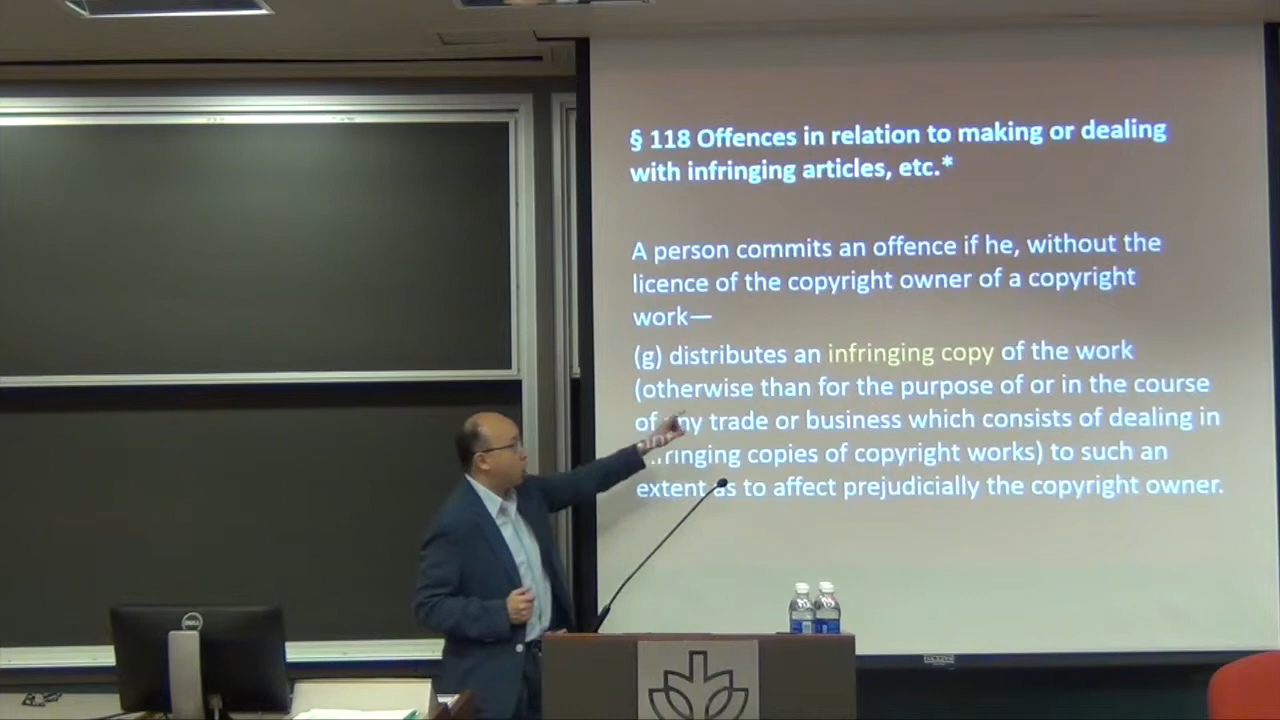 § 118 Offences in relation to making or dealing
with infringing articles, etc.*
A person commits an offence if he, without the
licence of the copyright owner of a copyright
work—
(g) distributes an infringing copy of the work
(otherwise than for the purpose of or in the course
of trade or business which consists of dealing in
copies of copyright works) to such an
extent as to affect prejudicially the copyright owner.
DELL